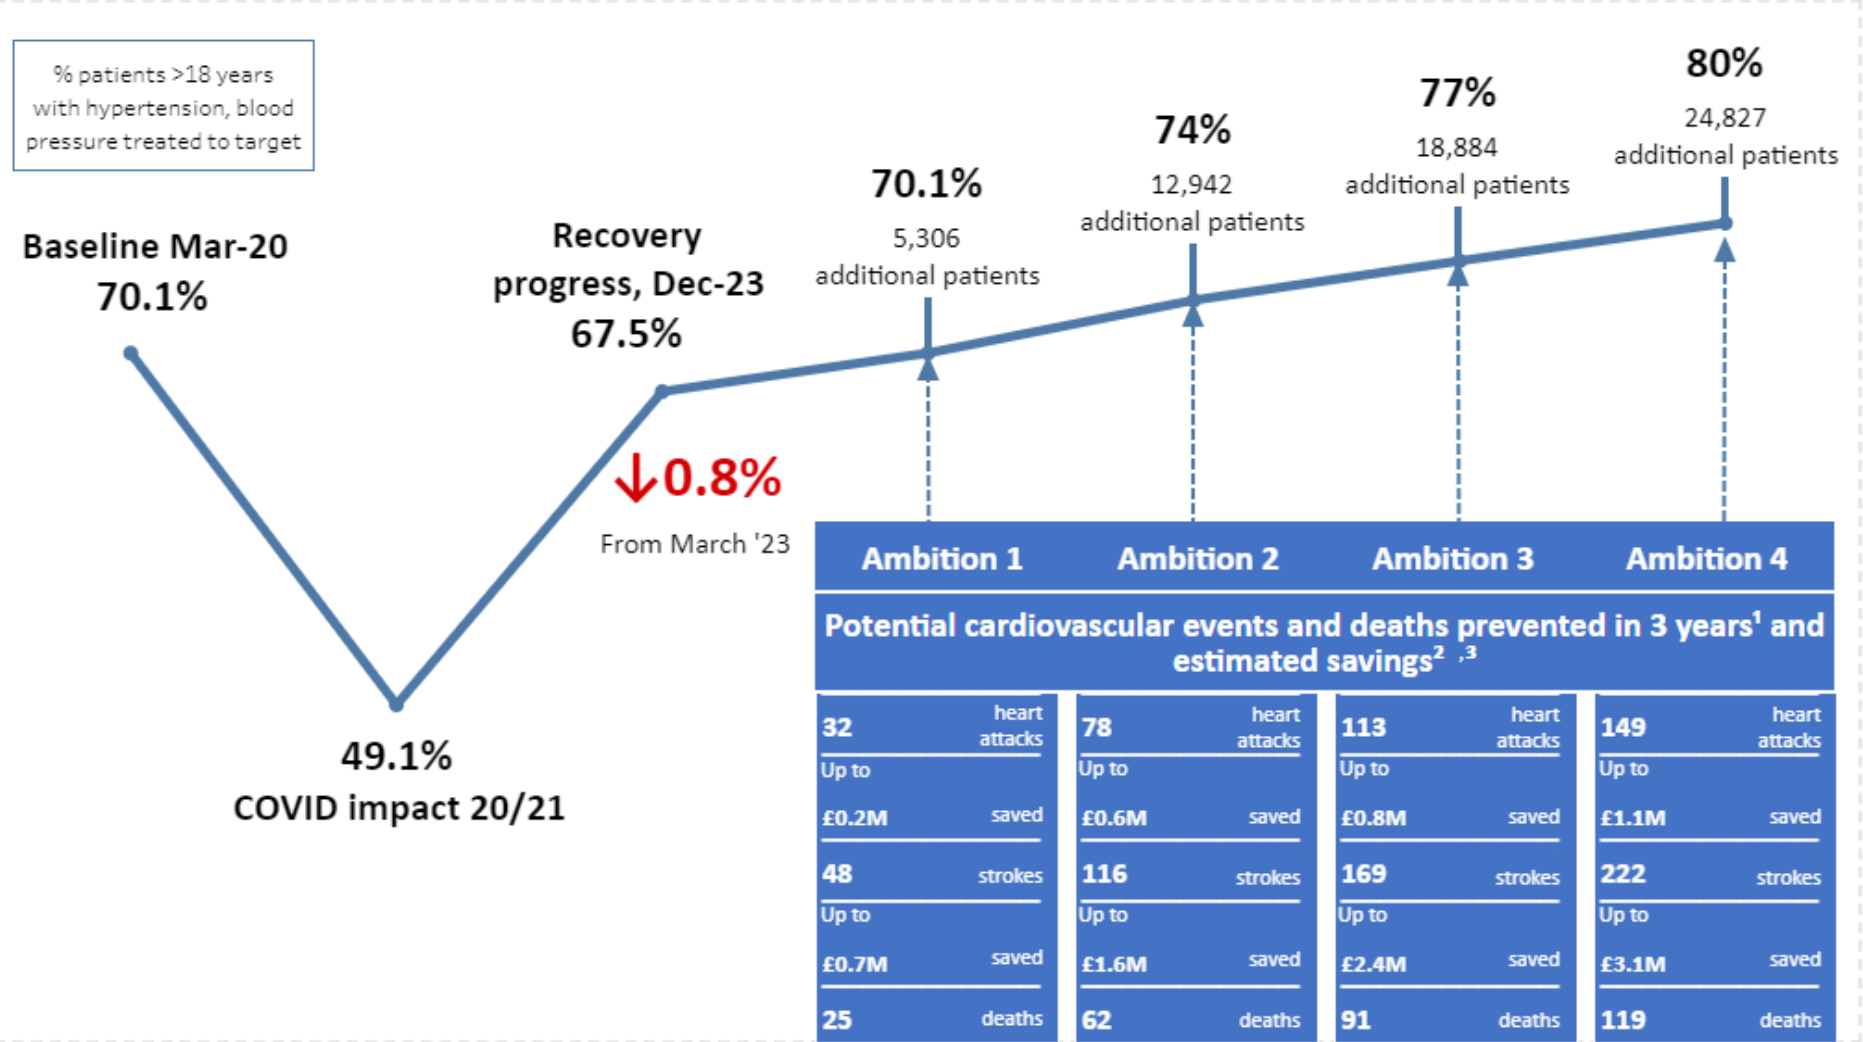 % patients >18 years
with hypertension, blood
pressure treated to target
Baseline Mar-20
70.1%
49.1%
COVID impact 20/21
Recovery
progress, Dec-23
67.5%
↓0.8%
From March '23
70.1%
5,306
additional patients
74%
12,942
additional patients
77%
18,884
additional patients
80%
24,827
additional patients
Ambition 1 Ambition 2 Ambition 3 Ambition 4
Potential cardiovascular events and deaths prevented in 3 years¹ and
estimated savings² ,³
32 heart
attacks
Up to
£0.2M saved
48 strokes
Up to
£0.7M saved
25 deaths
78 heart
attacks
Up to
£0.6M saved
116 strokes
Up to
£1.6M saved
62 deaths
113 heart
attacks
Up to
£0.8M saved
169 strokes
Up to
£2.4M saved
91 deaths
149 heart
attacks
Up to
£1.1M saved
222 strokes
Up to
£3.1M saved
119 deaths